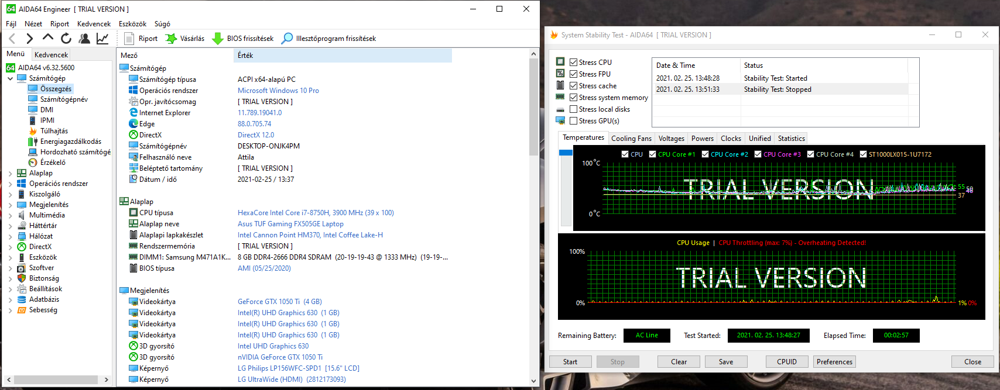 AIDA64 Engineer [ TRIAL VERSION ]
Fájl Nézet Riport Kedvencek Eszközök Súgó
Riport Vásárlás BIOS frissítések Illesztőprogram frissítések
Menü Kedvencek
AIDA64 v6.32.5600
Számítógép
Összegzés
Számítógépnév
DMI
IPMI
Túlhajtás
Energiagazdálkodás
Hordozható számítógé
Érzékelő
Alaplap
Operációs rendszer
Kiszolgáló
Megjelenítés
Multimédia
Háttértár
Hálózat
DirectX
Eszközök
Szoftver
Biztonság
Beállítások
Adatbázis
Sebesség
Mező Érték
Számítógép
Számítógép típusa ACPI x64-alapú PC
Operációs rendszer Microsoft Windows 10 Pro
Opr. javítócsomag [ TRIAL VERSION ]
Internet Explorer 11.789.19041.0
Edge 88.0.705.74
DirectX DirectX 12.0
Számítógépnév DESKTOP-ONJK4PM
Felhasználó neve Attila
Beléptető tartomány [ TRIAL VERSION ]
Dátum / idő 2021-02-25 / 13:37
Alaplap
CPU típusa HexaCore Intel Core i7-8750H, 3900 MHz (39 x 100)
Alaplap neve Asus TUF Gaming FX505GE Laptop
Alaplapi lapkakészlet Intel Cannon Point HM370, Intel Coffee Lake-H
Rendszermemória [ TRIAL VERSION ]
DIMM1: Samsung M471A1K... 8 GB DDR4-2666 DDR4 SDRAM (20-19-19-43 @ 1333 MHz) (19-19-...
BIOS típusa AMI (05/25/2020)
Megjelenítés
Videokártya GeForce GTX 1050 Ti (4 GB)
Videokártya Intel(R) UHD Graphics 630 (1 GB)
Videokártya Intel(R) UHD Graphics 630 (1 GB)
Videokártya Intel(R) UHD Graphics 630 (1 GB)
3D gyorsító Intel UHD Graphics 630
3D gyorsító nVIDIA GeForce GTX 1050 Ti
Képernyő LG Philips LP156WFC-SPD1 [15.6" LCD]
Képernyő LG UltraWide (HDMI) (2812173093)
System Stability Test - AIDA64 [ TRIAL VERSION ]
Stress CPU
Stress FPU
Stress cache
Stress system memory
Stress local disks
Stress GPU(s)
Date & Time Status
2021. 02. 25. 13:48:28 Stability Test: Started
2021. 02. 25. 13:51:33 Stability Test: Stopped
Temperatures Cooling Fans Voltages Powers Clocks Unified Statistics
CPU CPU Core #1 CPU Core #2 CPU Core #3 CPU Core #4 ST1000LX015-1U7172
100°C
TRIAL VERSION
55
37
0°C
CPU Usage | CPU Throttling (max: 7%) - Overheating Detected!
100%
TRIAL VERSION
0% 1% 0%
Remaining Battery: AC Line Test Started: 2021. 02. 25. 13:48:27 Elapsed Time: 00:02:57
Start Stop Clear Save CPUID Preferences Close